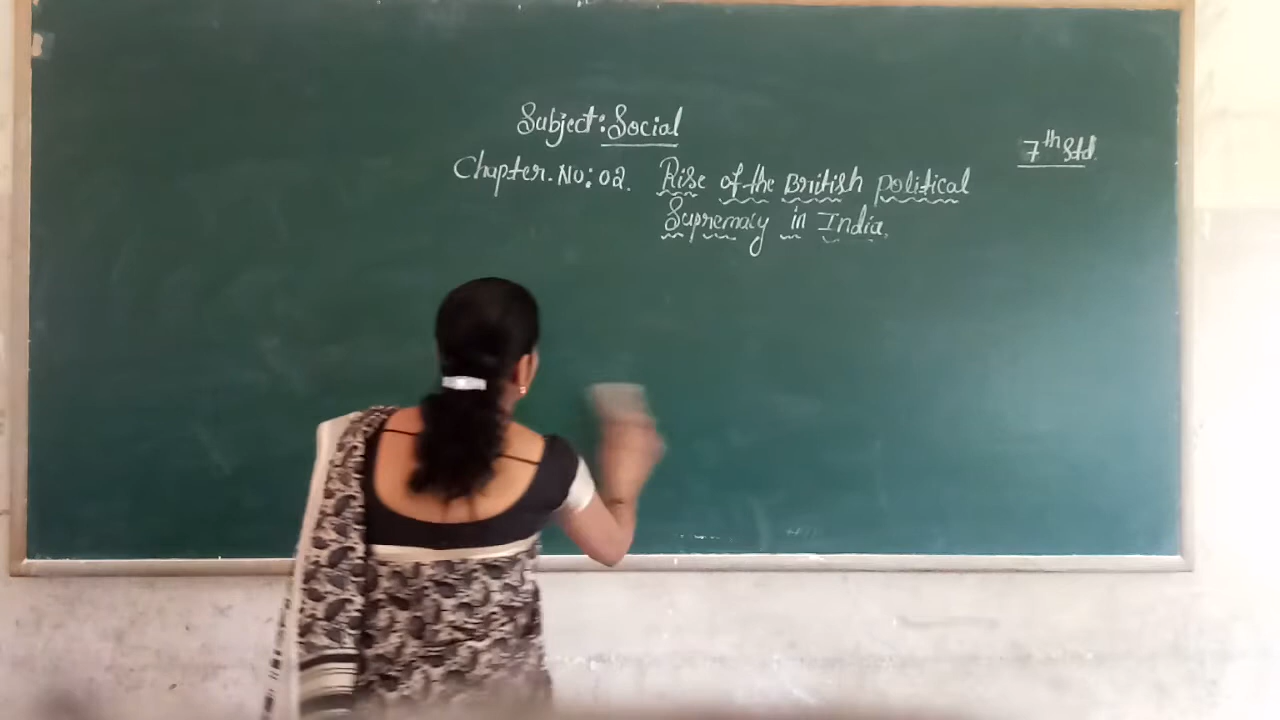 Subject: Social
7th Std.
Chapter. No: 02. Rise of the British political
Supremacy in India.